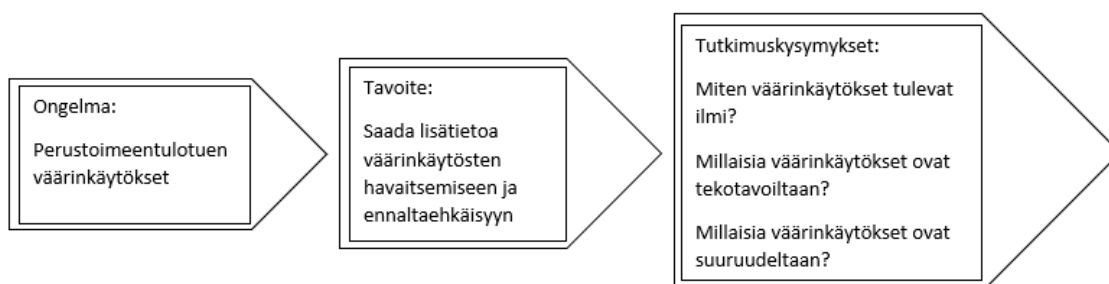 Ongelma:
Perustoimeentulotuen
väärinkäytökset
Tavoite:
Saada lisätietoa
väärinkäytösten
havaitsemiseen ja
ennaltaehkäisyyn
Tutkimuskysymykset:
Miten väärinkäytökset tulevat
ilmi?
Millaisia väärinkäytökset ovat
tekotavoiltaan?
Millaisia väärinkäytökset ovat
suuruudeltaan?